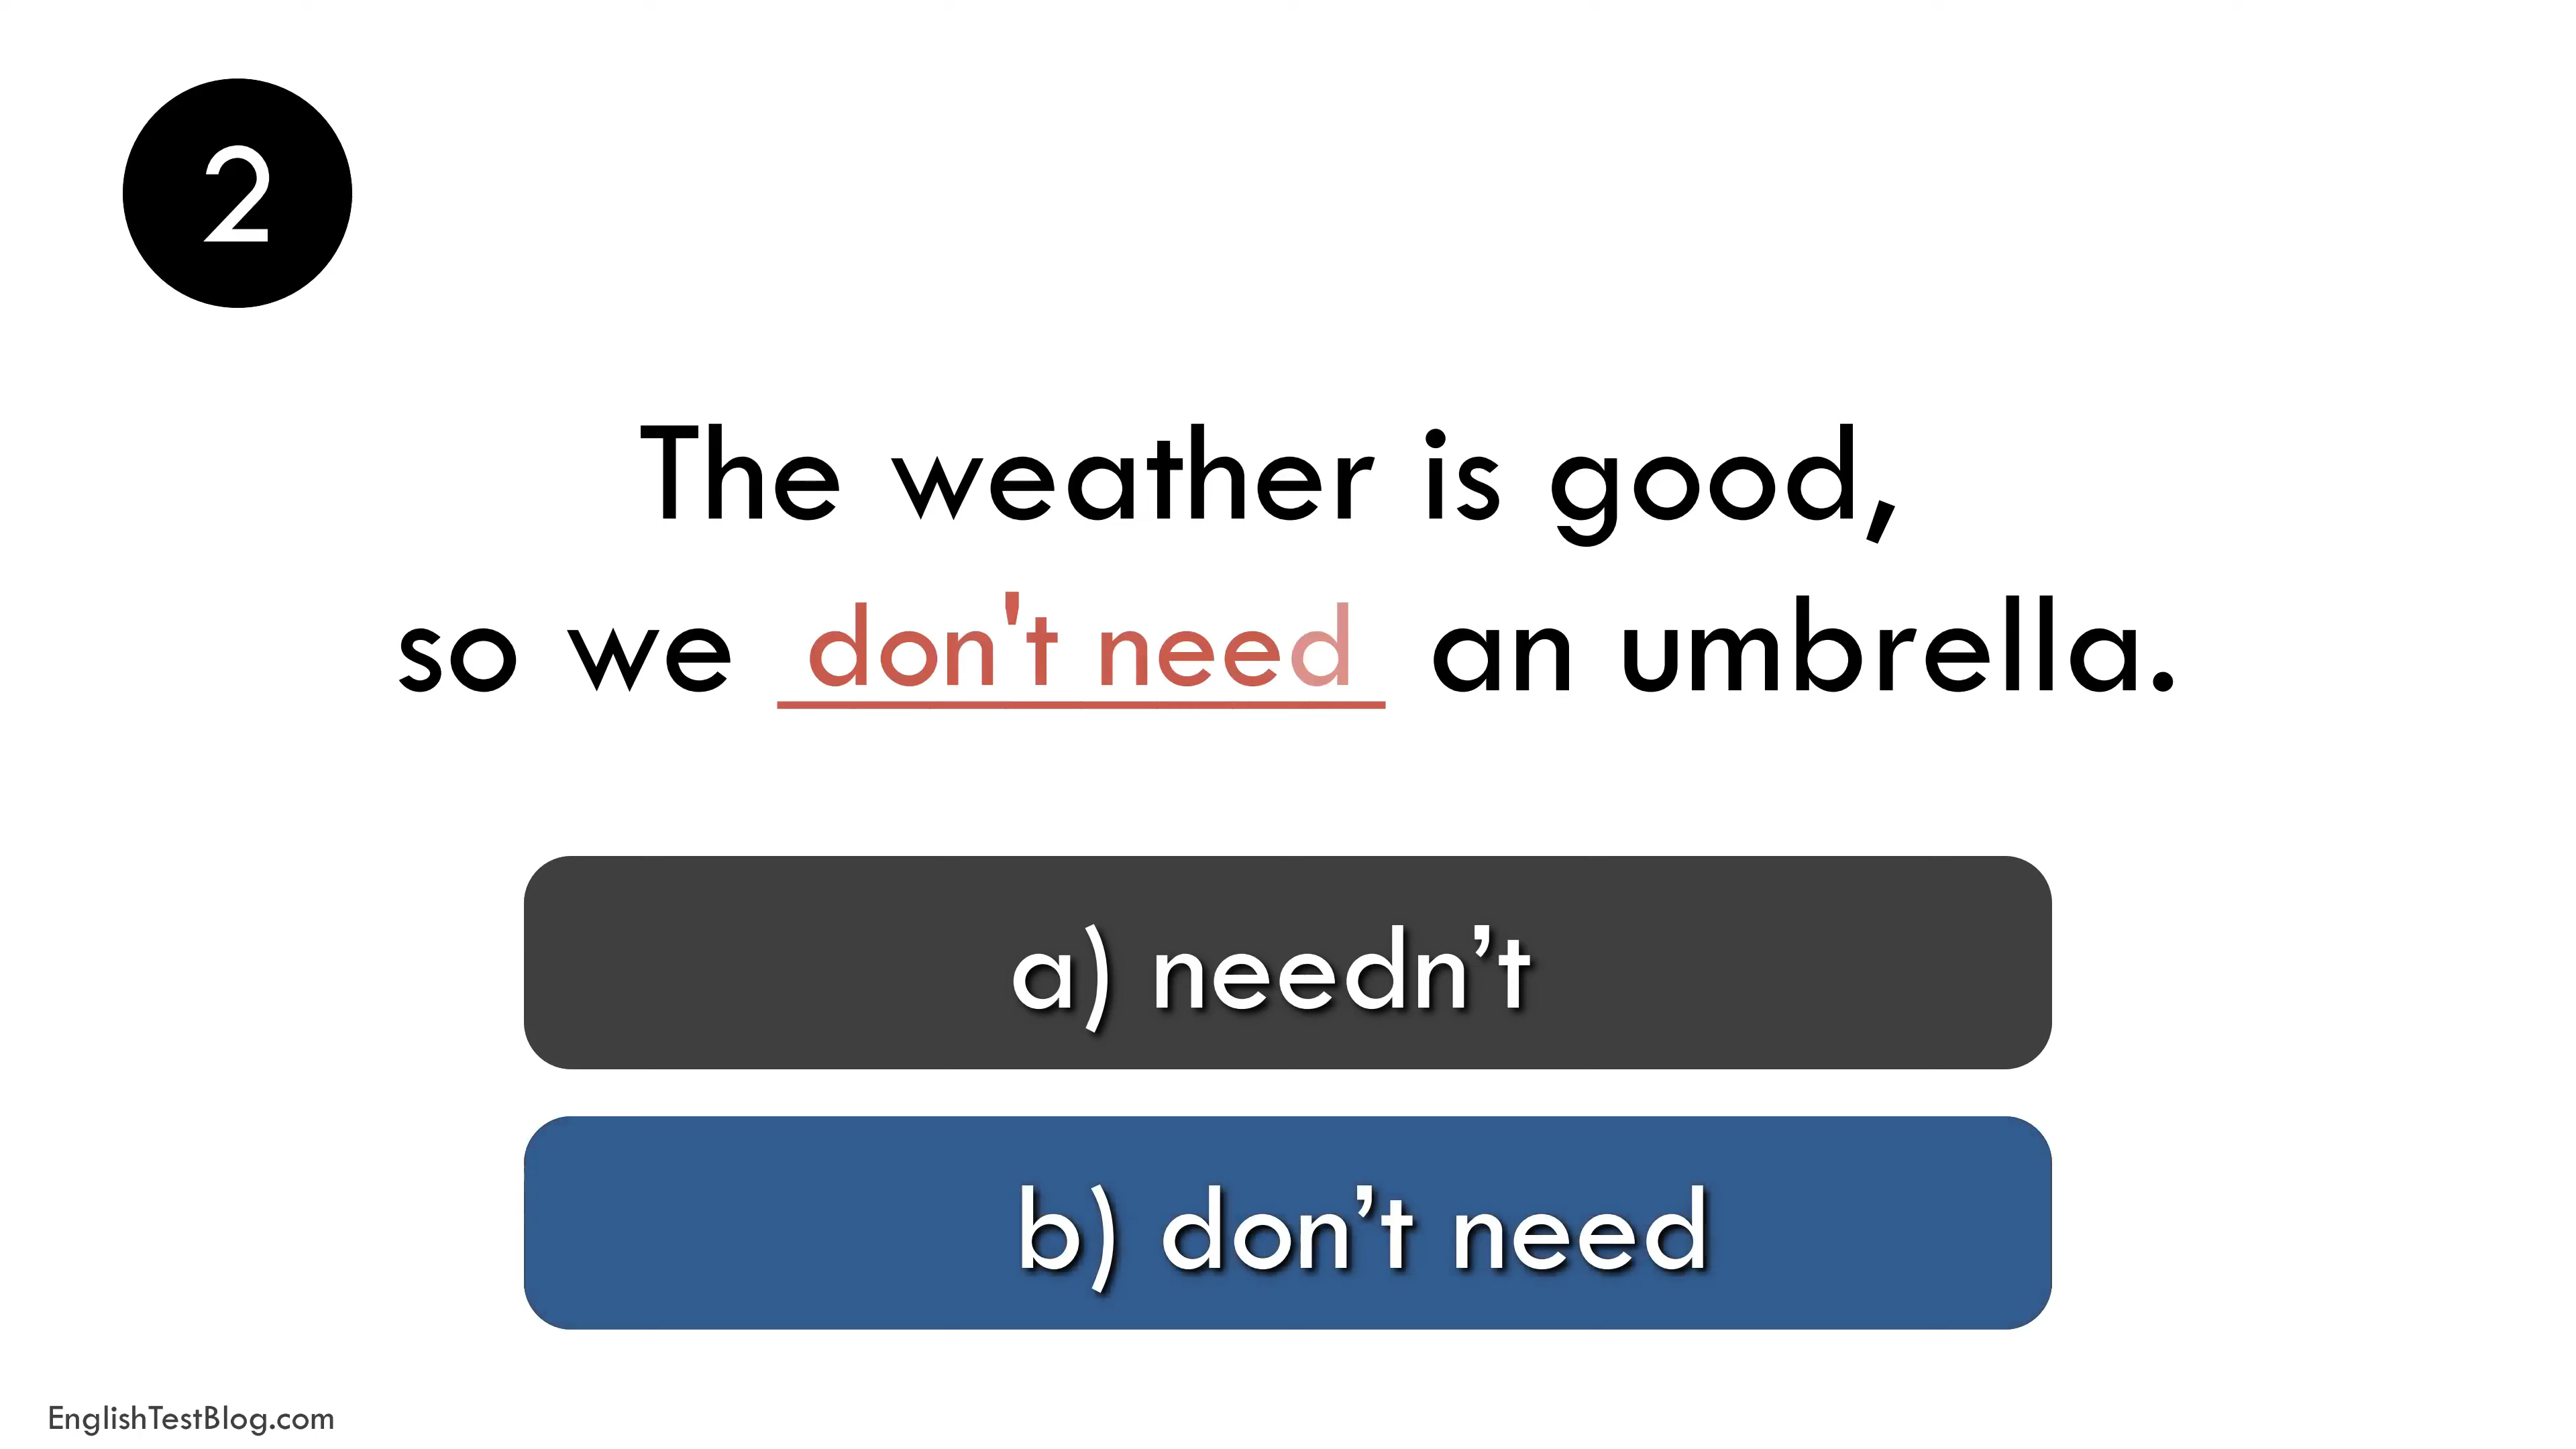 2
The weather is good,
so we don't need an umbrella.
a) needn’t
b) don’t need
EnglishTestBlog.com